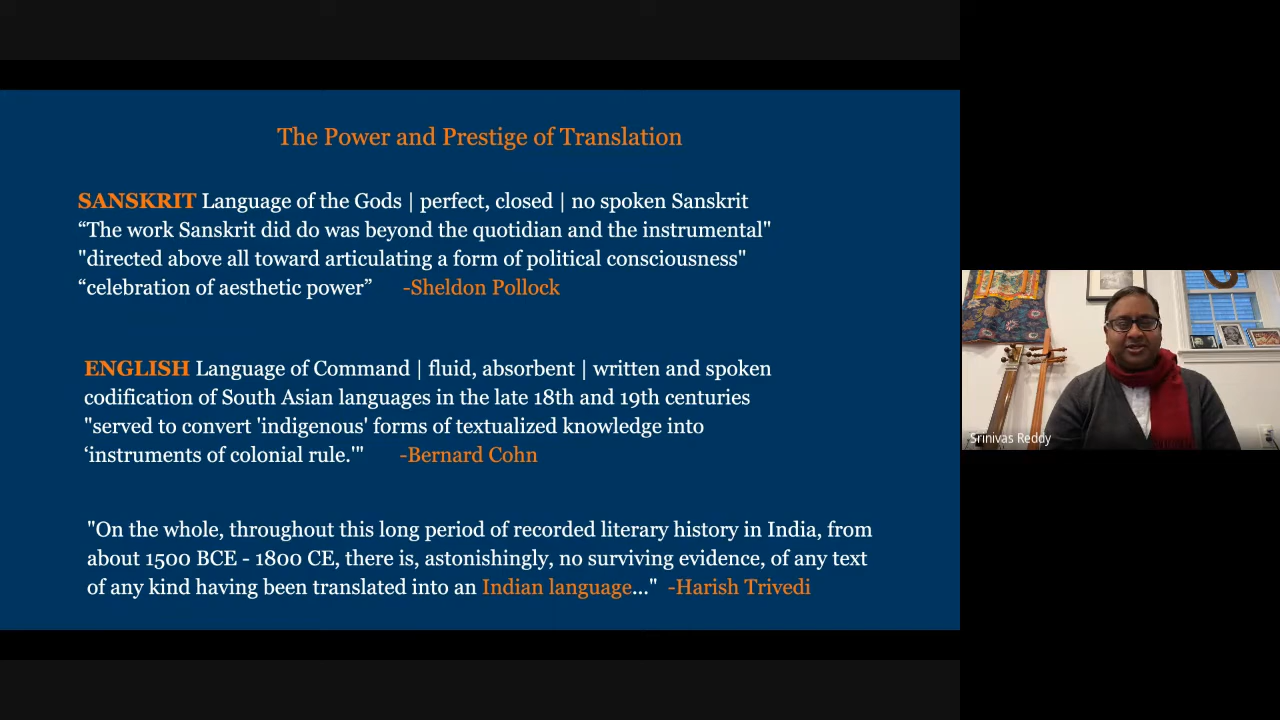 The Power and Prestige of Translation
SANSKRIT Language of the Gods | perfect, closed | no spoken Sanskrit
“The work Sanskrit did do was beyond the quotidian and the instrumental"
"directed above all toward articulating a form of political consciousness"
“celebration of aesthetic power” -Sheldon Pollock
ENGLISH Language of Command | fluid, absorbent | written and spoken
codification of South Asian languages in the late 18th and 19th centuries
"served to convert 'indigenous' forms of textualized knowledge into
‘instruments of colonial rule.'" -Bernard Cohn
"On the whole, throughout this long period of recorded literary history in India, from
about 1500 BCE - 1800 CE, there is, astonishingly, no surviving evidence, of any text
of any kind having been translated into an Indian language..." -Harish Trivedi
Srinivas Reddy